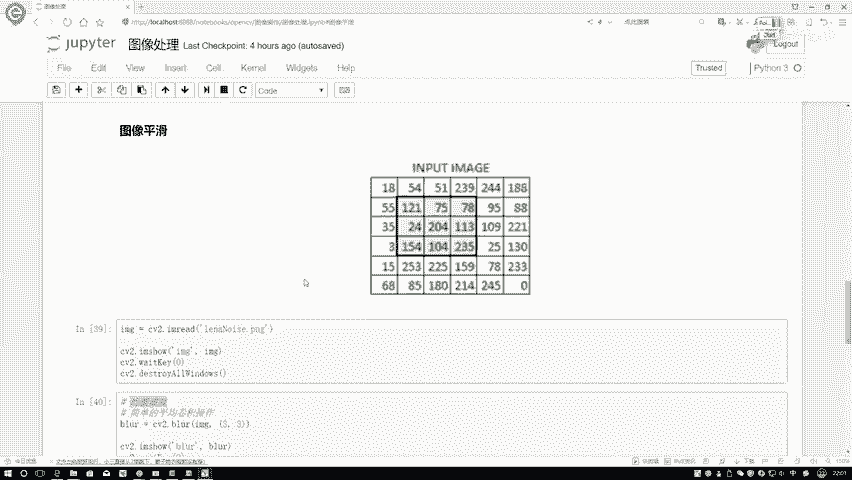 图像平滑
http://localhost:8888/notebooks/opencv/图像操作/图像处理.ipynb#图像平滑
jupyter 图像处理 Last Checkpoint: 4 hours ago (autosaved)
Logout
File Edit View Insert Cell Kernel Widgets Help
Trusted Python 3
Code
图像平滑
INPUT IMAGE
18 54 51 239 244 188
55 121 75 78 95 88
35 24 204 113 109 221
3 154 104 235 25 130
15 253 225 159 78 233
68 85 180 214 245 0
In [39]: img = cv2.imread('lenaNoise.png')
cv2.imshow('img', img)
cv2.waitKey(0)
cv2.destroyAllWindows()
In [40]: # 均值滤波
# 简单的平均卷积操作
blur = cv2.blur(img, (3, 3))
cv2.imshow('blur', blur)
22:01